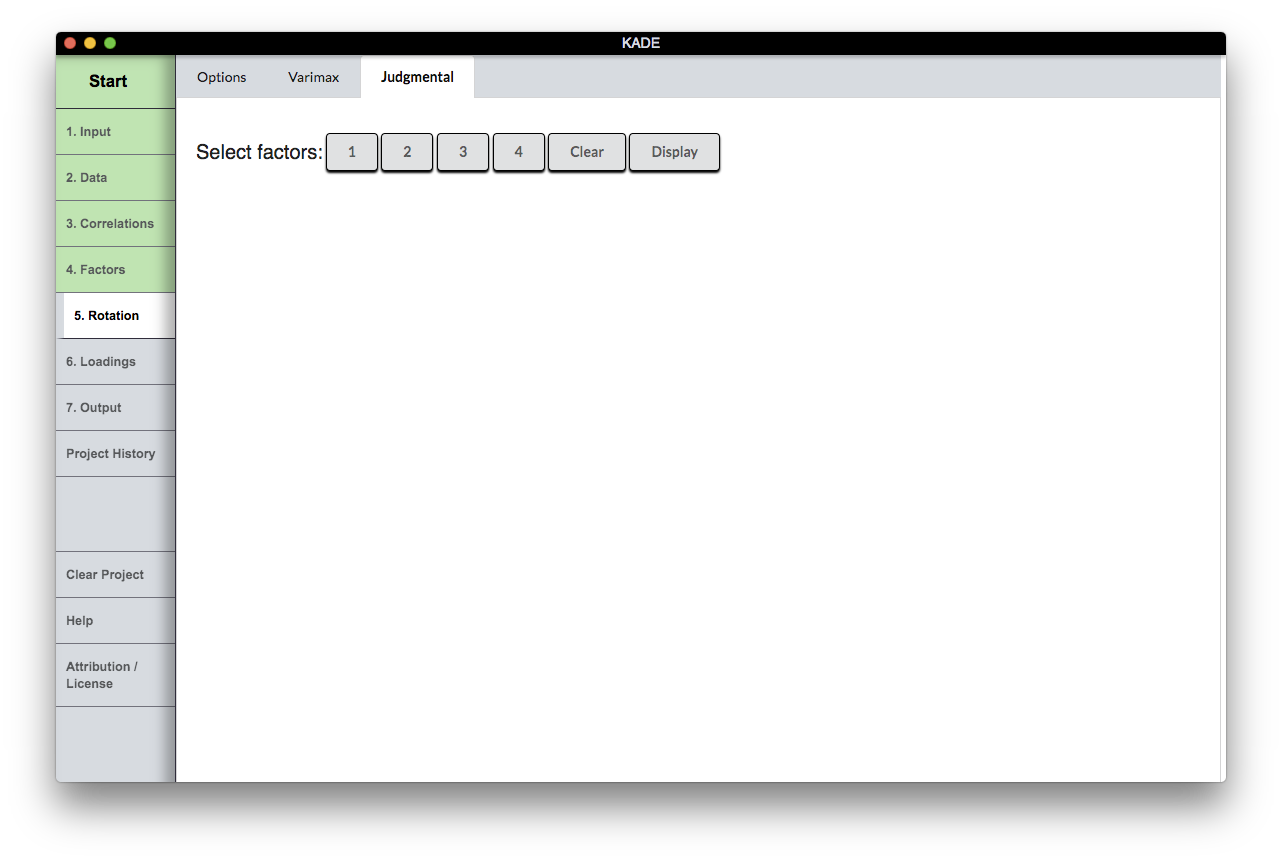 KADE
Start
Options Varimax Judgmental
1. Input
2. Data
3. Correlations
4. Factors
5. Rotation
6. Loadings
7. Output
Project History
Clear Project
Help
Attribution /
License
Select factors: 1 2 3 4 Clear Display